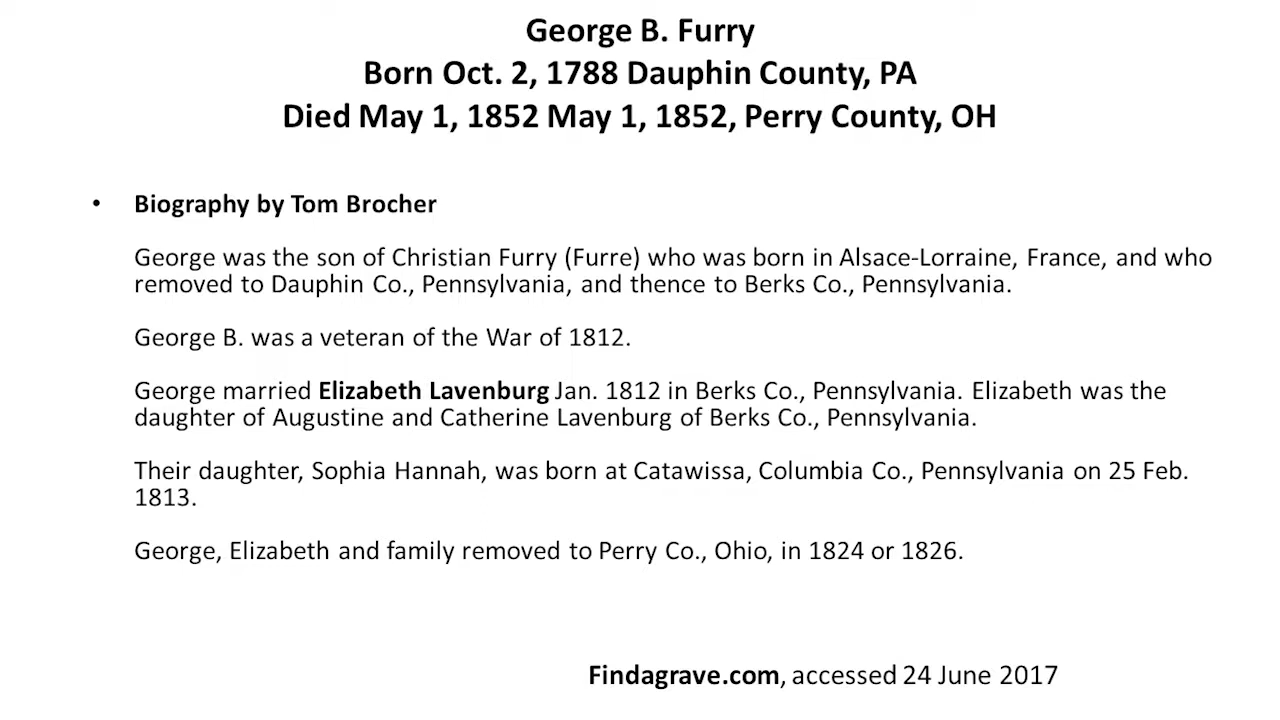 George B. Furry
Born Oct. 2, 1788 Dauphin County, PA
Died May 1, 1852 May 1, 1852, Perry County, OH
• Biography by Tom Brocher
George was the son of Christian Furry (Furre) who was born in Alsace-Lorraine, France, and who
removed to Dauphin Co., Pennsylvania, and thence to Berks Co., Pennsylvania.
George B. was a veteran of the War of 1812.
George married Elizabeth Lavenburg Jan. 1812 in Berks Co., Pennsylvania. Elizabeth was the
daughter of Augustine and Catherine Lavenburg of Berks Co., Pennsylvania.
Their daughter, Sophia Hannah, was born at Catawissa, Columbia Co., Pennsylvania on 25 Feb.
1813.
George, Elizabeth and family removed to Perry Co., Ohio, in 1824 or 1826.
Findagrave.com, accessed 24 June 2017